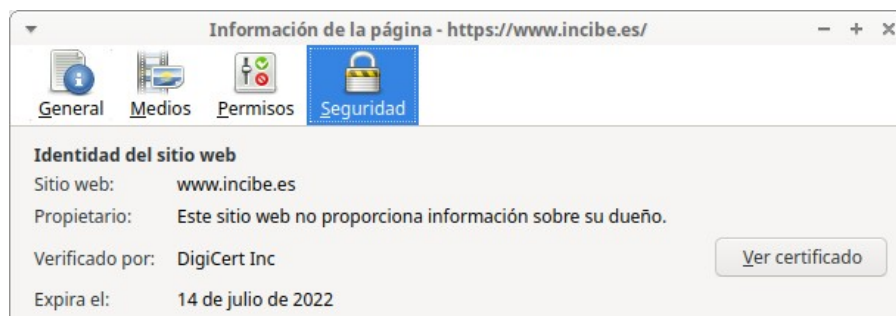 Información de la página - https://www.incibe.es/
General Medios Permisos Seguridad
Identidad del sitio web
Sitio web: www.incibe.es
Propietario: Este sitio web no proporciona información sobre su dueño.
Verificado por: DigiCert Inc Ver certificado
Expira el: 14 de julio de 2022